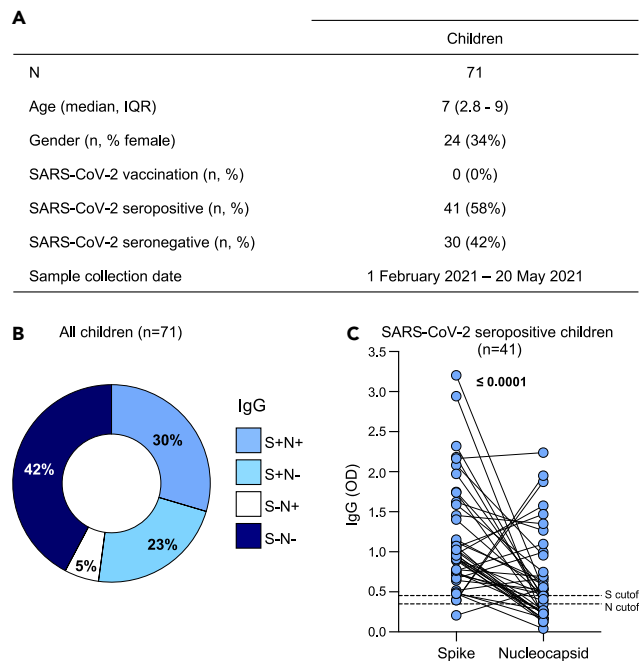 A
Children
N 71
Age (median, IQR) 7 (2.8 - 9)
Gender (n, % female) 24 (34%)
SARS-CoV-2 vaccination (n, %) 0 (0%)
SARS-CoV-2 seropositive (n, %) 41 (58%)
SARS-CoV-2 seronegative (n, %) 30 (42%)
Sample collection date 1 February 2021 – 20 May 2021
B All children (n=71)
IgG
S+N+
S+N-
S-N+
S-N-
30%
42%
23%
5%
C SARS-CoV-2 seropositive children
(n=41)
≤ 0.0001
IgG (OD)
3.5
3.0
2.5
2.0
1.5
1.0
0.5
0.0
S cutof
N cutof
Spike Nucleocapsid